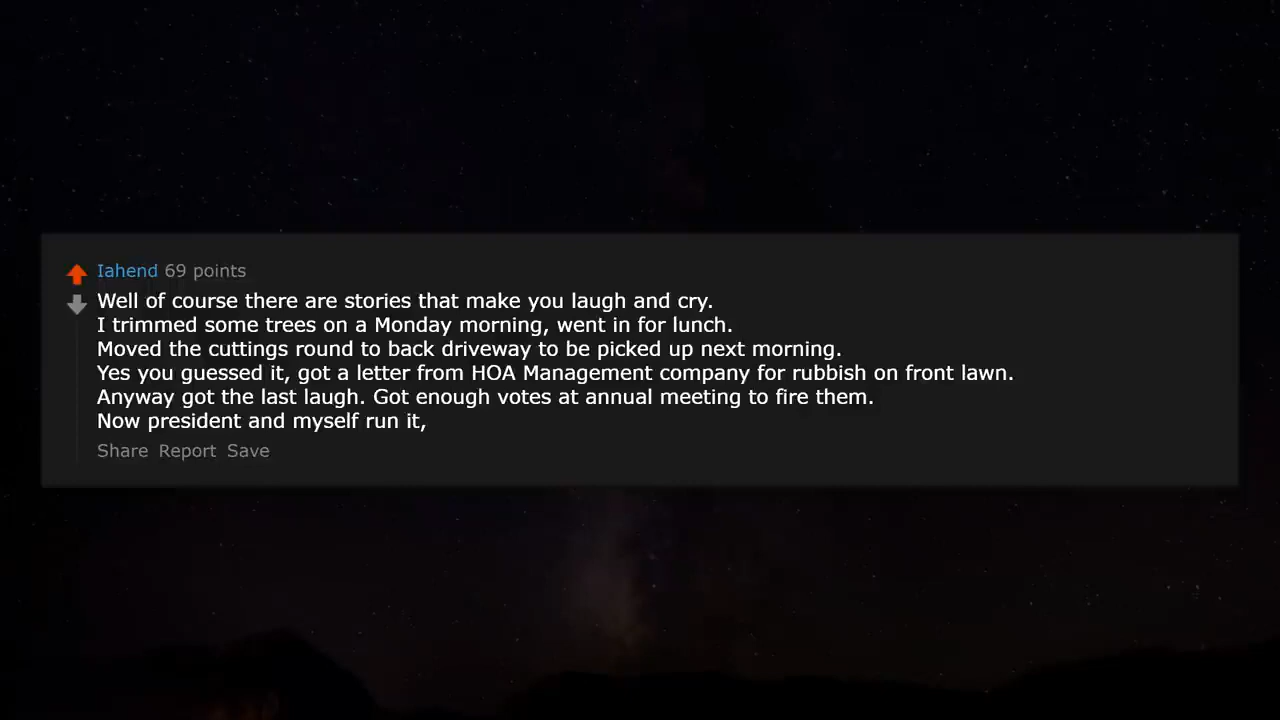 Iahend 69 points
Well of course there are stories that make you laugh and cry.
I trimmed some trees on a Monday morning, went in for lunch.
Moved the cuttings round to back driveway to be picked up next morning.
Yes you guessed it, got a letter from HOA Management company for rubbish on front lawn.
Anyway got the last laugh. Got enough votes at annual meeting to fire them.
Now president and myself run it,
Share Report Save